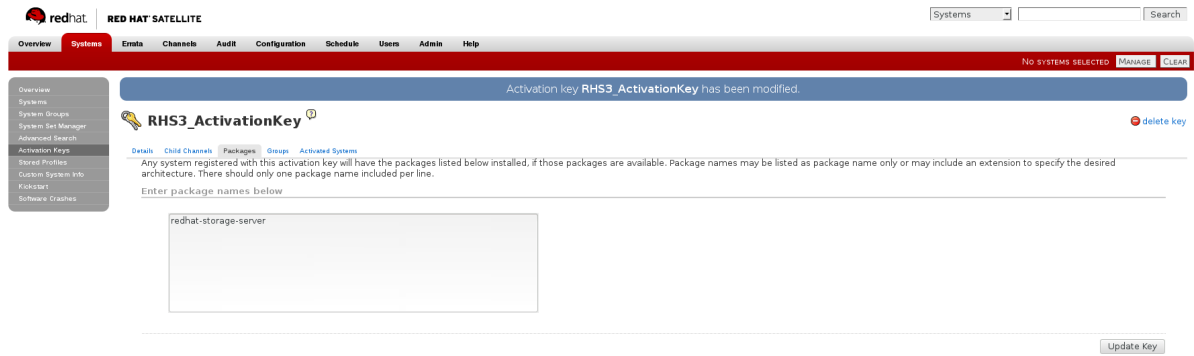 redhat. RED HAT® SATELLITE
Systems Search
Overview Systems Errata Channels Audit Configuration Schedule Users Admin Help
No systems selected Manage Clear
Overview
Systems
System Groups
System Set Manager
Advanced Search
Activation Keys
Stored Profiles
Custom System Info
Kickstart
Software Crashes
Activation key RHS3_ActivationKey has been modified.
RHS3_ActivationKey ?
delete key
Details Child Channels Packages Groups Activated Systems
Any system registered with this activation key will have the packages listed below installed, if those packages are available. Package names may be listed as package name only or may include an extension to specify the desired
architecture. There should only one package name included per line.
Enter package names below
redhat-storage-server
Update Key